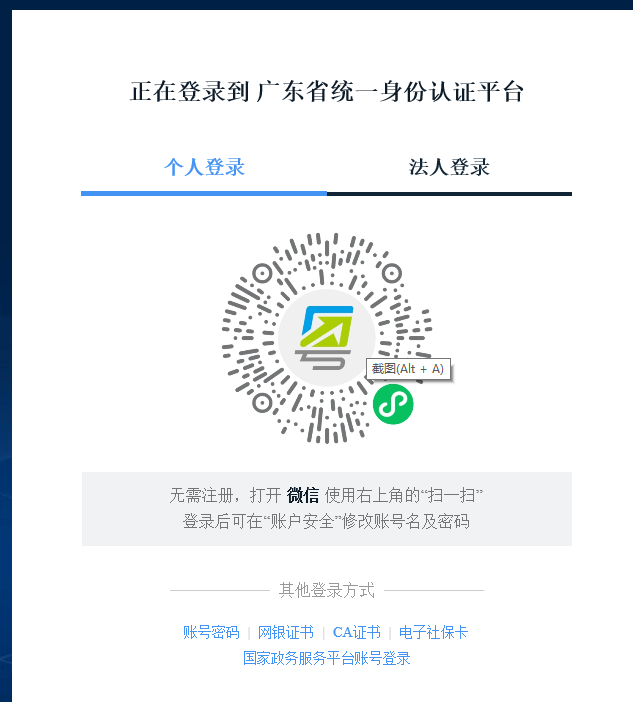 正在登录到 广东省统一身份认证平台
个人登录 法人登录
粤
截图(Alt + A)
无需注册，打开 微信 使用右上角的“扫一扫”
登录后可在“账户安全”修改账号名及密码
其他登录方式
账号密码 | 网银证书 | CA证书 | 电子社保卡
国家政务服务平台账号登录